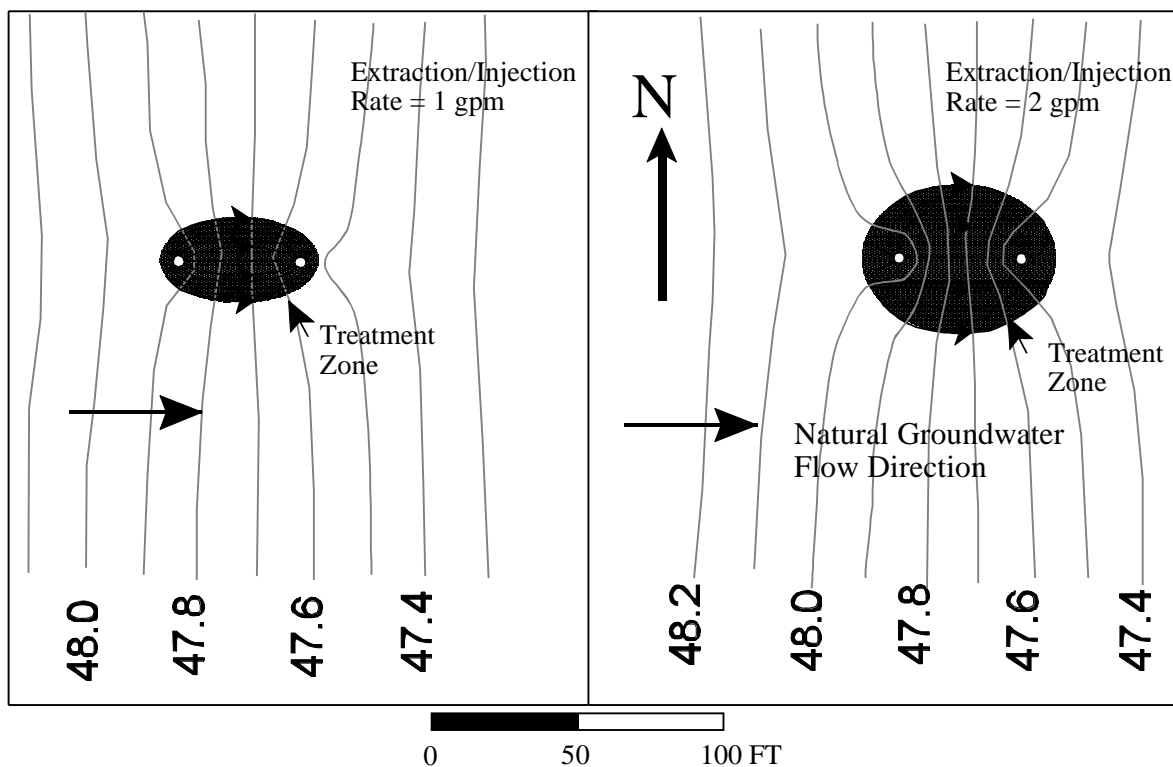 Extraction/Injection
Rate = 1 gpm
Treatment
Zone
48.0
47.8
47.6
47.4
Extraction/Injection
Rate = 2 gpm
N
Treatment
Zone
Natural Groundwater
Flow Direction
48.2
48.0
47.8
47.6
47.4
0 50 100 FT